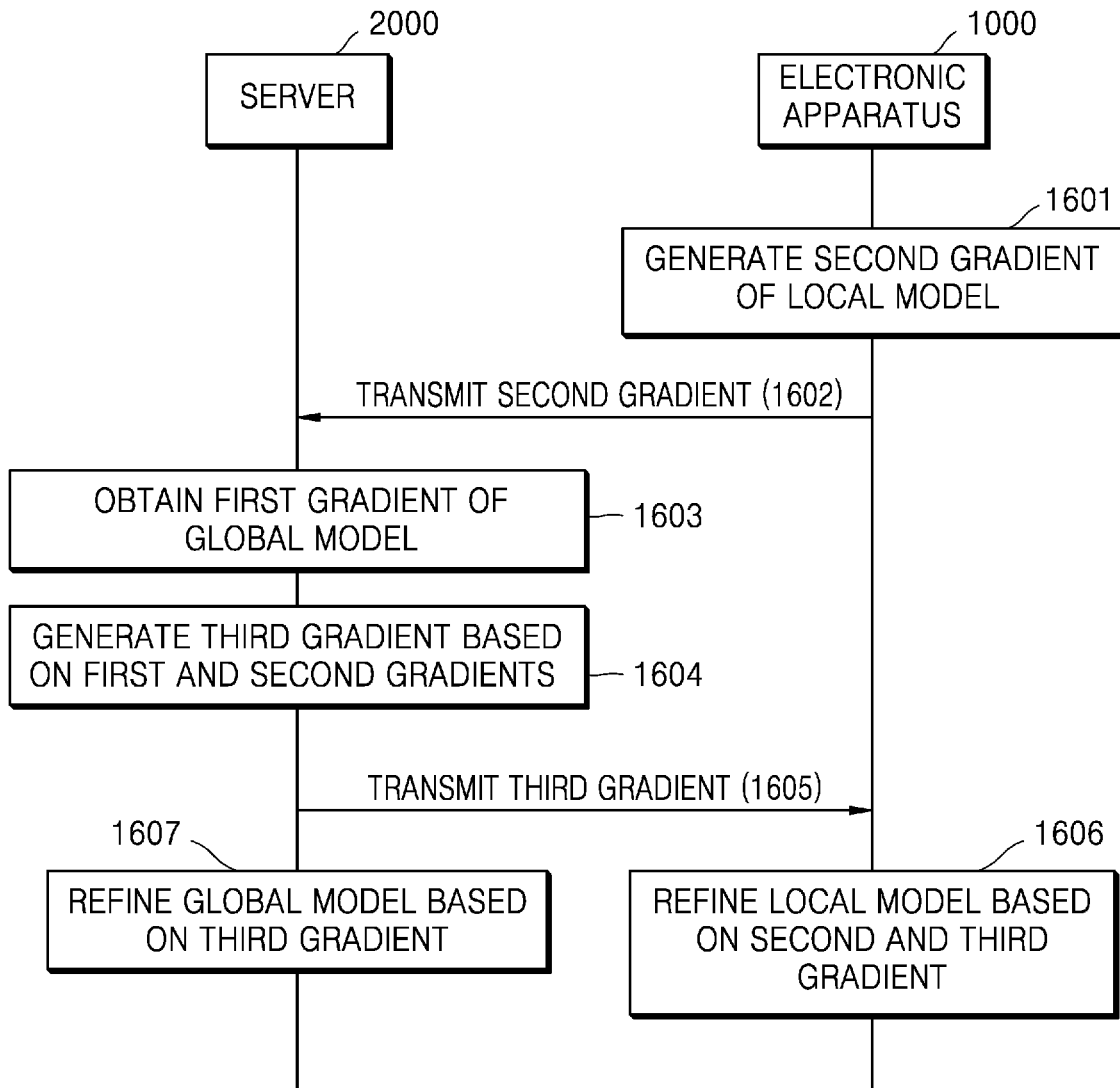 2000
SERVER
1000
ELECTRONIC
APPARATUS
1601
GENERATE SECOND GRADIENT
OF LOCAL MODEL
TRANSMIT SECOND GRADIENT (1602)
OBTAIN FIRST GRADIENT OF
GLOBAL MODEL
1603
GENERATE THIRD GRADIENT BASED
ON FIRST AND SECOND GRADIENTS
1604
TRANSMIT THIRD GRADIENT (1605)
1607
REFINE GLOBAL MODEL BASED
ON THIRD GRADIENT
1606
REFINE LOCAL MODEL BASED
ON SECOND AND THIRD
GRADIENT